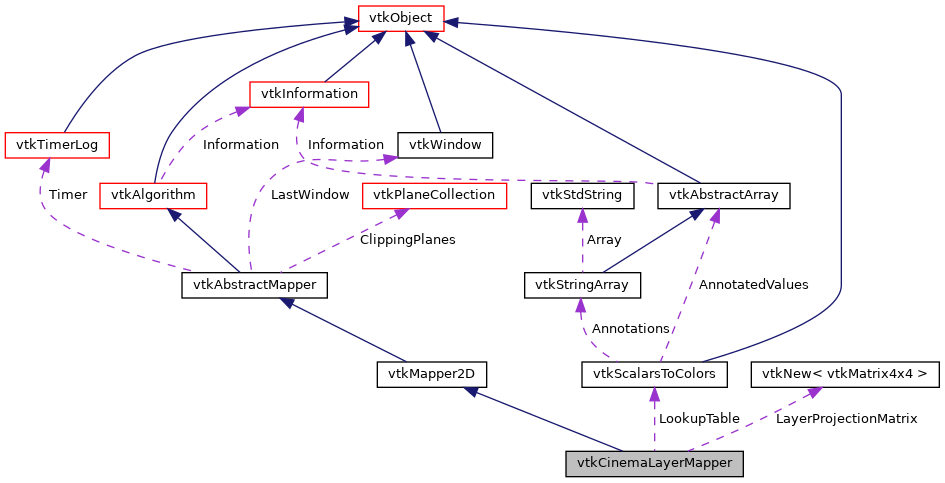 vtkObject
vtkInformation
vtkTimerLog
Information
Information
vtkWindow
Timer
vtkAlgorithm
LastWindow
vtkPlaneCollection
vtkStdString
vtkAbstractArray
ClippingPlanes
Array
vtkAbstractMapper
vtkStringArray
AnnotatedValues
Annotations
vtkMapper2D
vtkScalarsToColors
vtkNew< vtkMatrix4x4 >
LookupTable
LayerProjectionMatrix
vtkCinemaLayerMapper